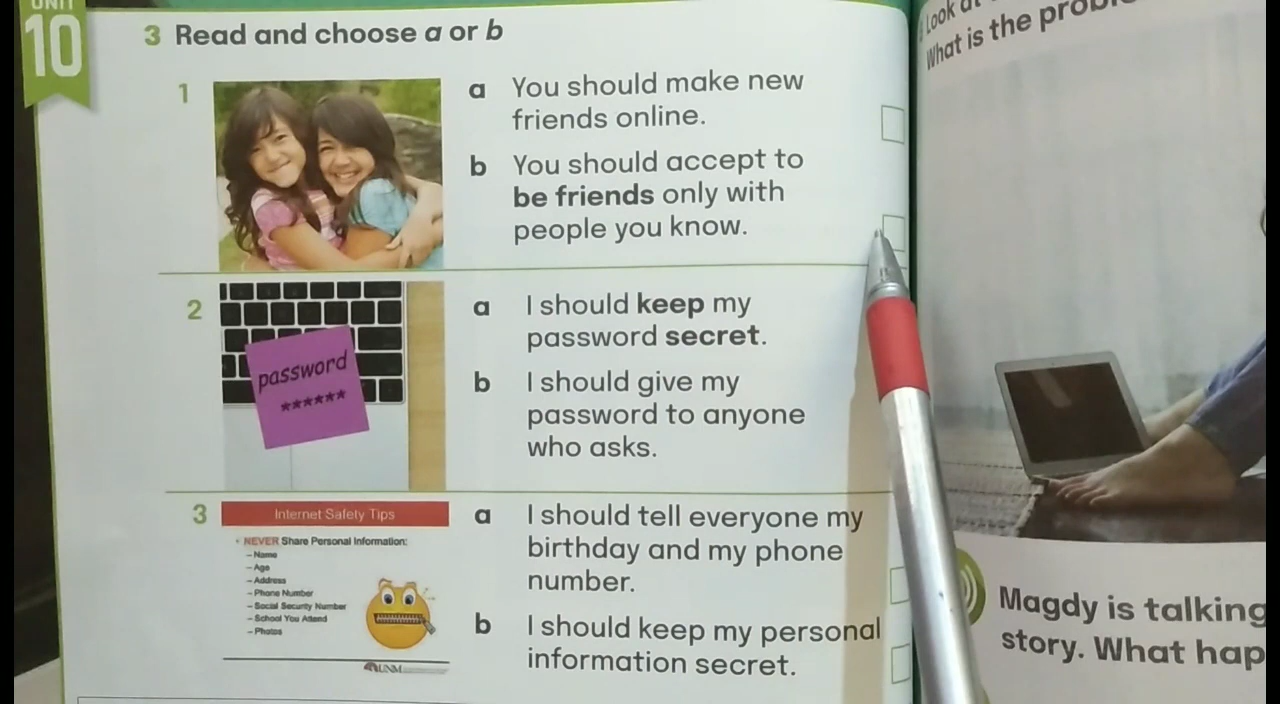 UNIT
10
3 Read and choose a or b
1
a You should make new
friends online.
b You should accept to
be friends only with
people you know.
2
password
******
a I should keep my
password secret.
b I should give my
password to anyone
who asks.
3
Internet Safety Tips
• NEVER Share Personal Information:
– Name
– Age
– Address
– Phone Number
– Social Security Number
– School You Attend
– Photos
UNM
a I should tell everyone my
birthday and my phone
number.
b I should keep my personal
information secret.
Look at
What is the
Magdy is talking
story. What hap